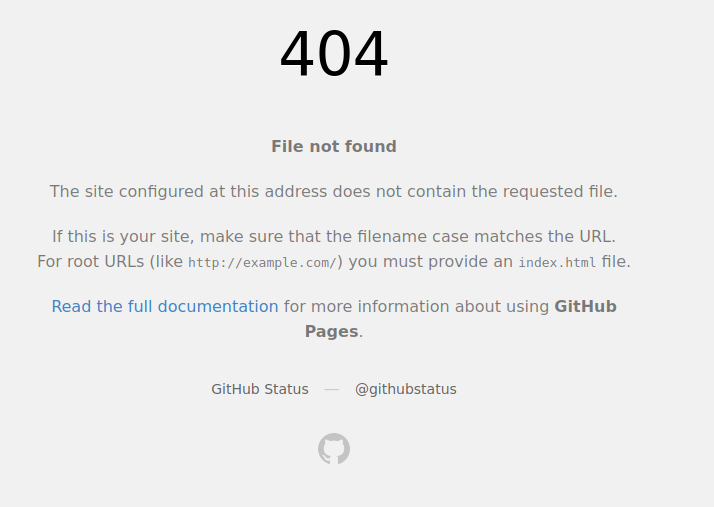 404
File not found
The site configured at this address does not contain the requested file.
If this is your site, make sure that the filename case matches the URL.
For root URLs (like http://example.com/) you must provide an index.html file.
Read the full documentation for more information about using GitHub
Pages.
GitHub Status — @githubstatus